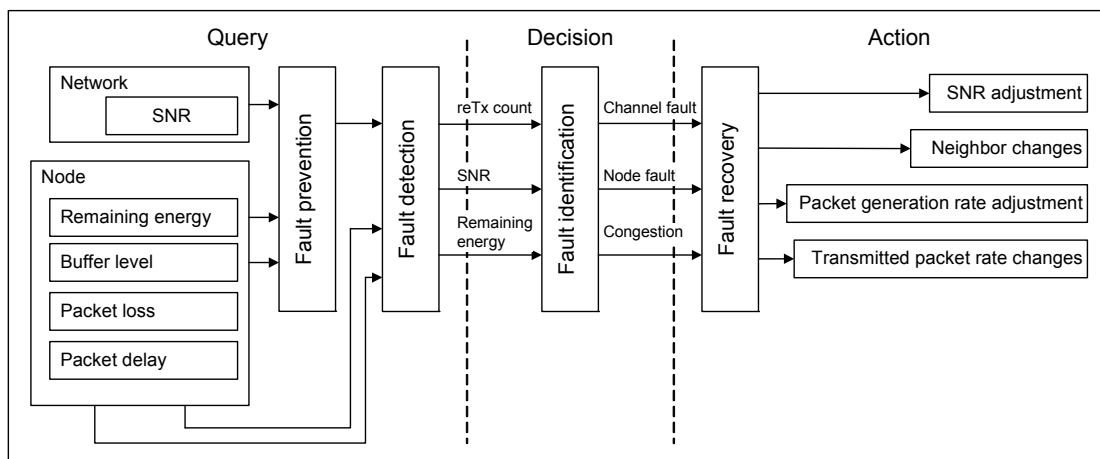 Query
Decision
Action
Network
SNR
Node
Remaining energy
Buffer level
Packet loss
Packet delay
Fault prevention
Fault detection
reTx count
SNR
Remaining
energy
Fault identification
Channel fault
Node fault
Congestion
Fault recovery
SNR adjustment
Neighbor changes
Packet generation rate adjustment
Transmitted packet rate changes